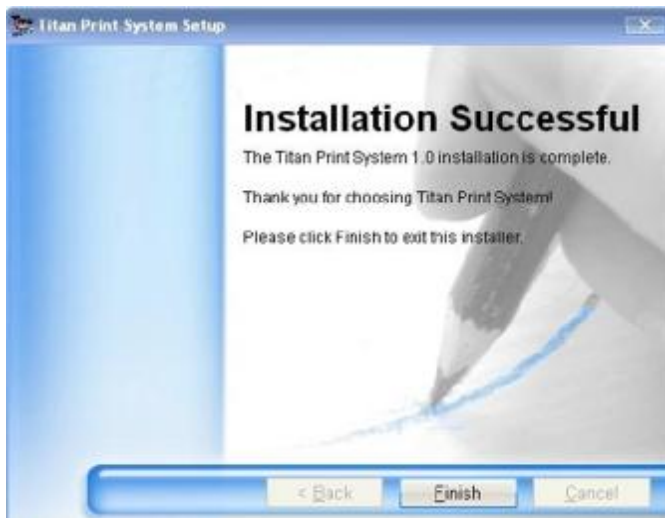 Titan Print System Setup
Installation Successful
The Titan Print System 1.0 installation is complete.
Thank you for choosing Titan Print System!
Please click Finish to exit this installer.
< Back Finish Cancel